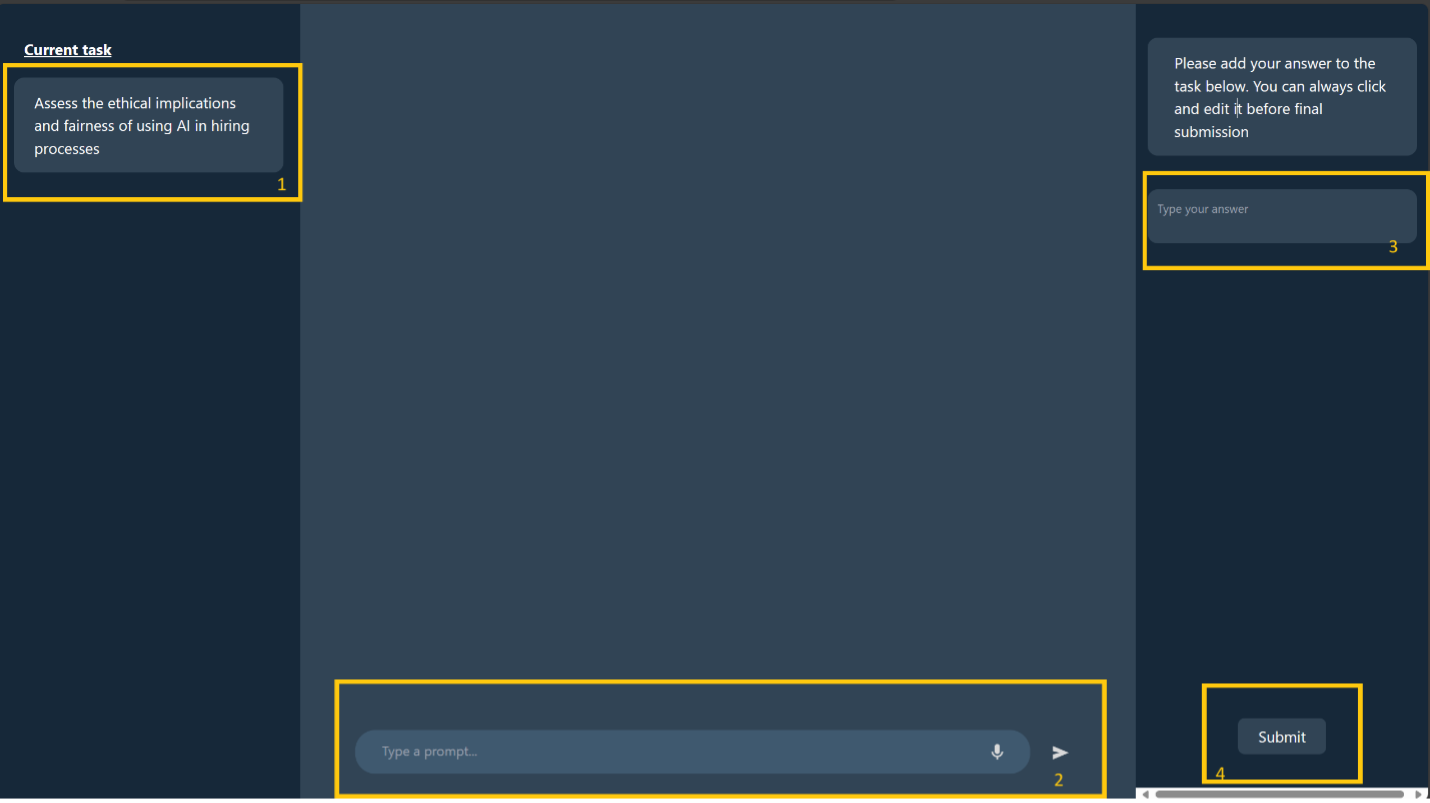 Current task
Assess the ethical implications
and fairness of using AI in hiring
processes
1
Type a prompt...
2
Please add your answer to the
task below. You can always click
and edit it before final
submission
Type your answer
3
Submit
4